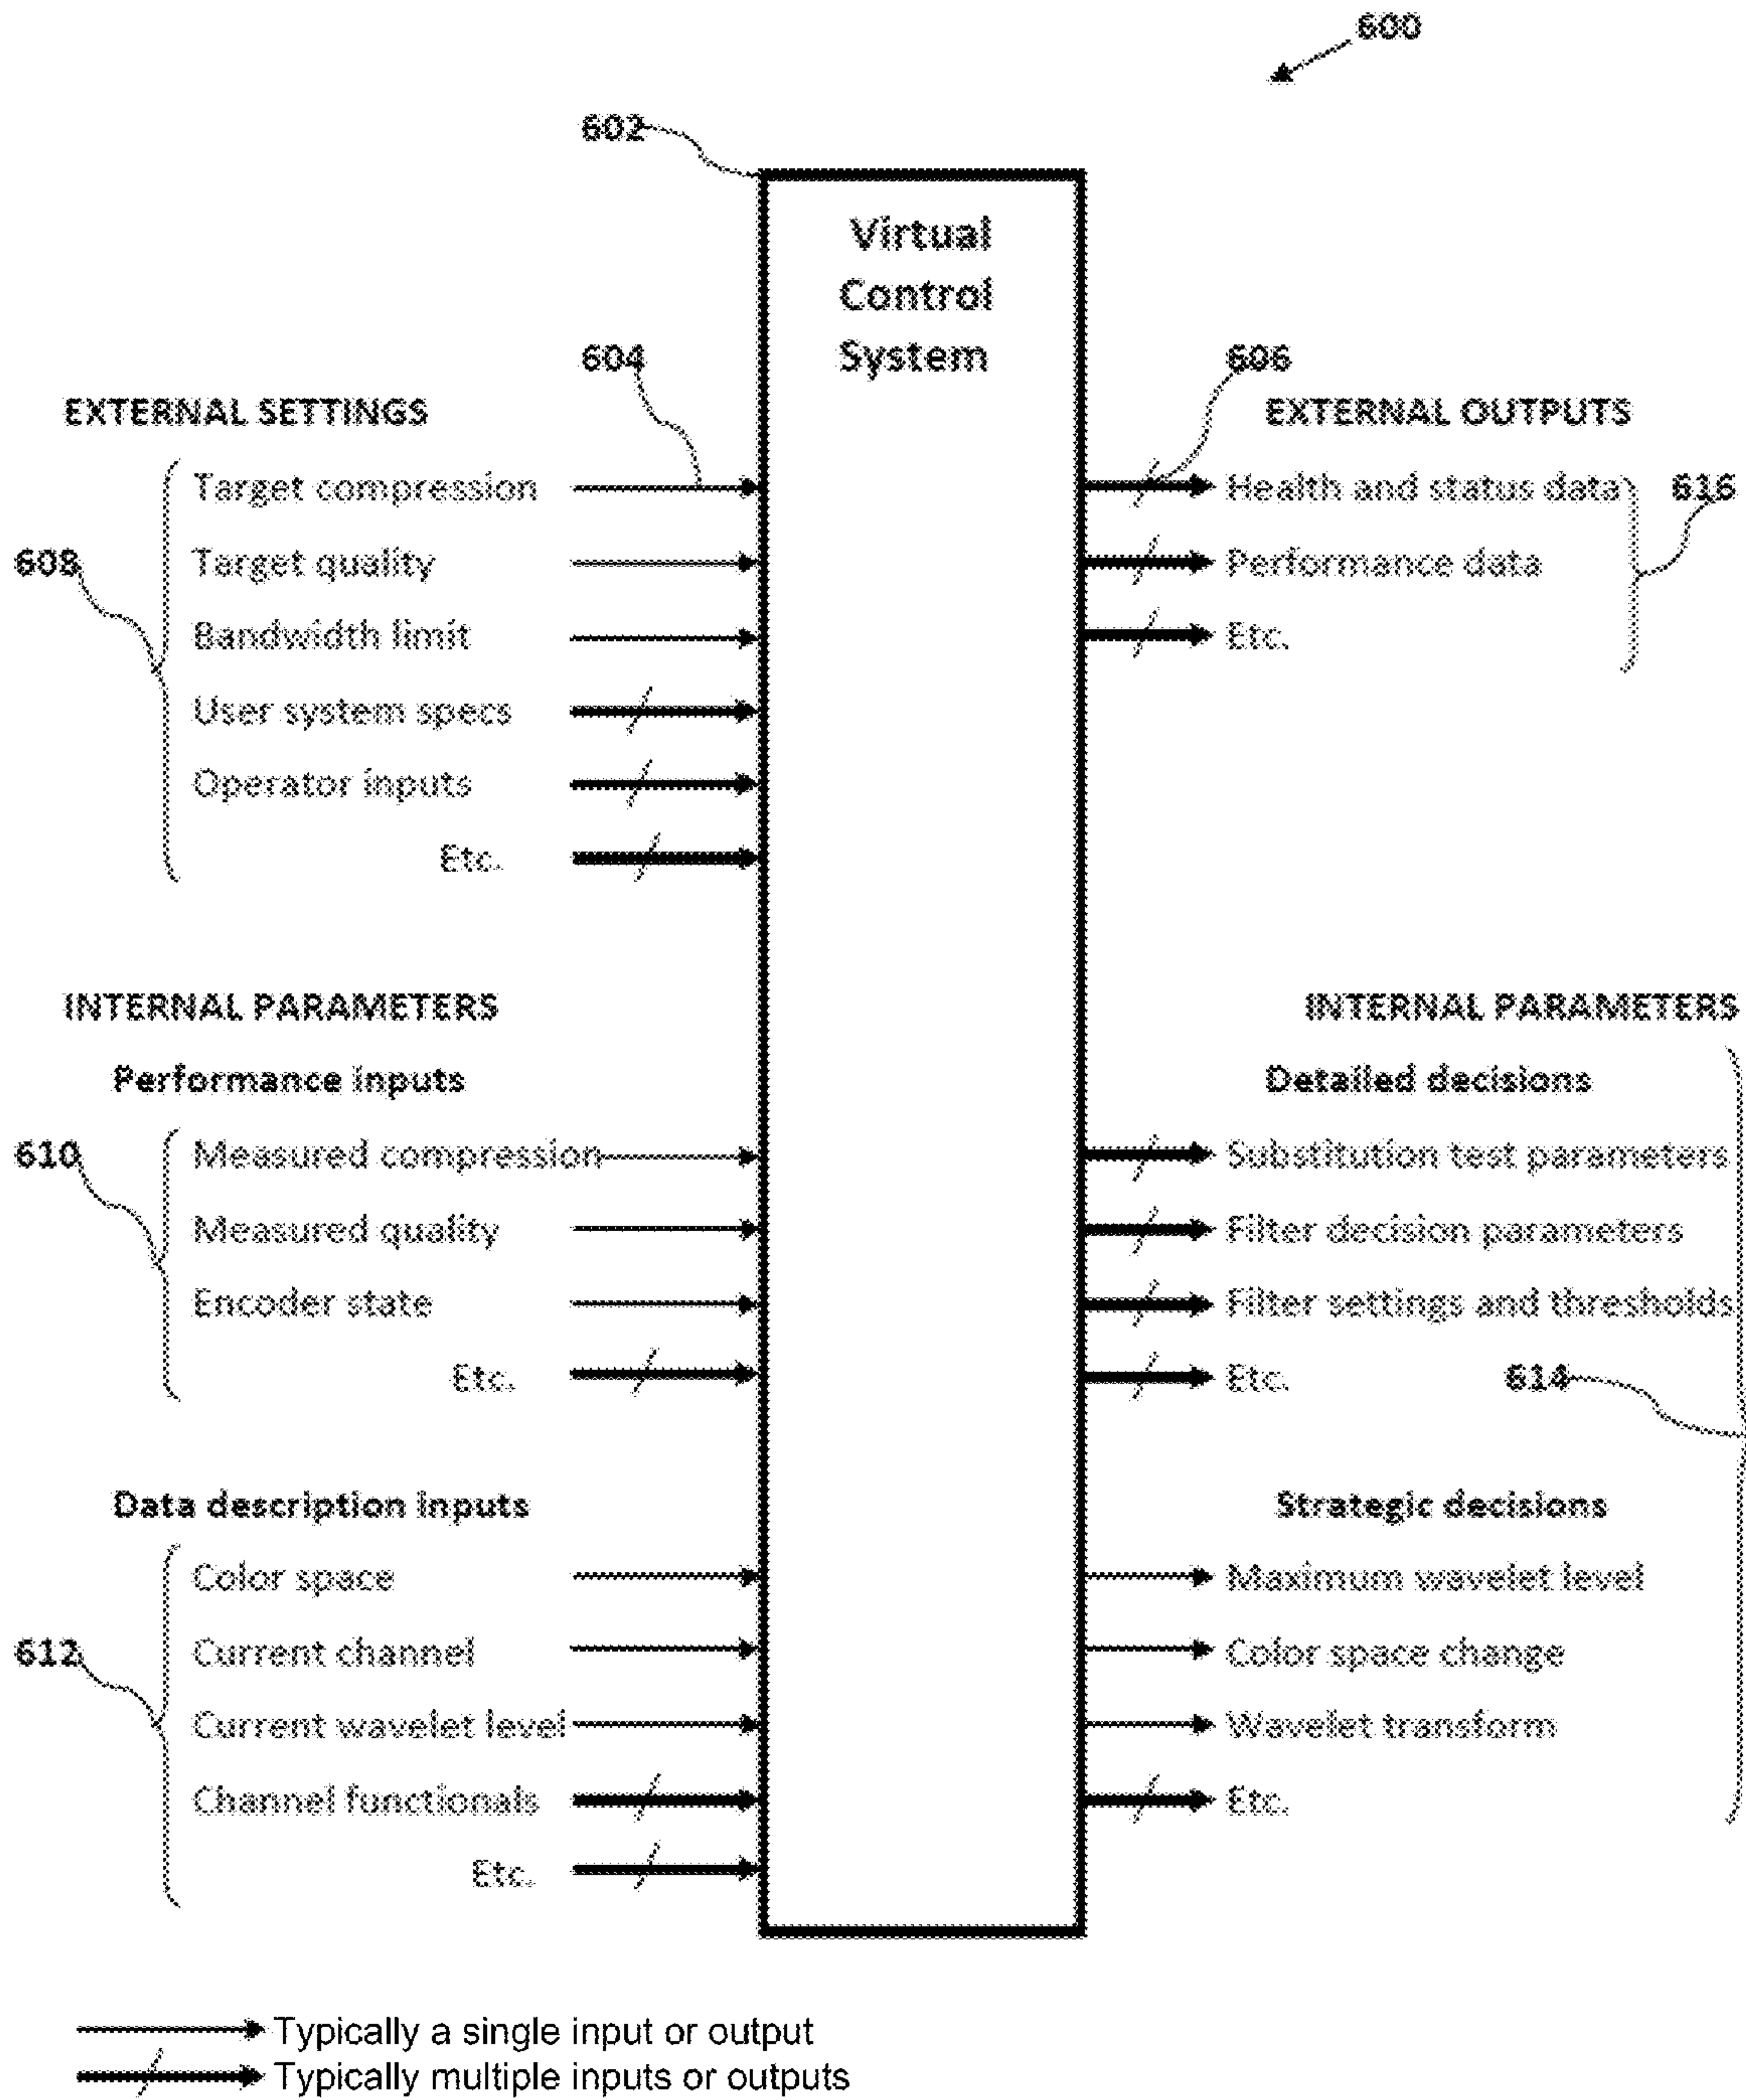 600
602
Virtual
Control
System
604
606
EXTERNAL SETTINGS
EXTERNAL OUTPUTS
608
Target compression
Target quality
Bandwidth limit
User system specs
Operator inputs
Etc.
Health and status data
616
Performance data
Etc.
INTERNAL PARAMETERS
Performance inputs
610
Measured compression
Measured quality
Encoder state
Etc.
Data description inputs
612
Color space
Current channel
Current wavelet level
Channel functionals
Etc.
INTERNAL PARAMETERS
Detailed decisions
Substitution test parameters
Filter decision parameters
Filter settings and thresholds
Etc.
614
Strategic decisions
Maximum wavelet level
Color space change
Wavelet transform
Etc.
Typically a single input or output
Typically multiple inputs or outputs